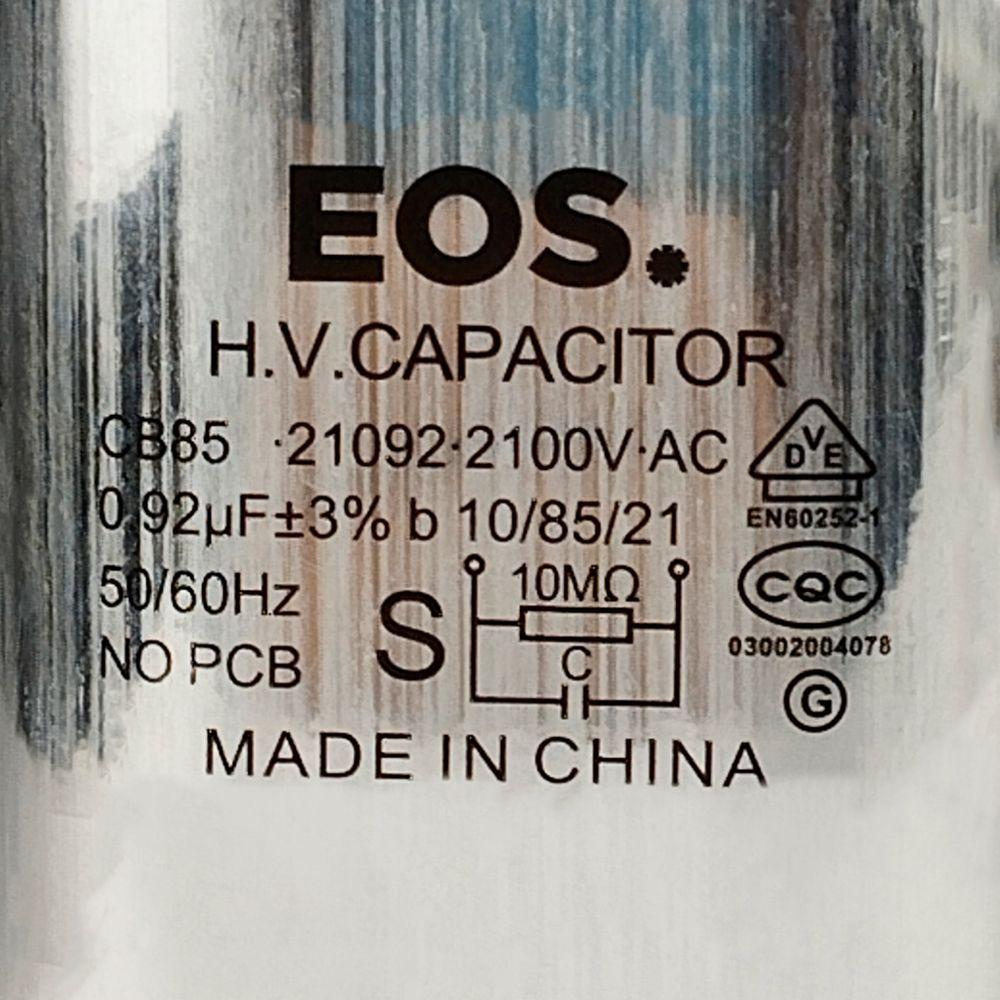 EOS.
H.V.CAPACITOR
CB85 ·21092·2100V·AC
DVE
0.92μF±3% b 10/85/21
EN60252-1
50/60Hz
S
10MΩ
CQC
C
03002004078
NO PCB
G
MADE IN CHINA